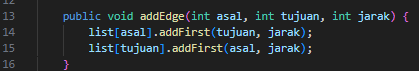 13 public void addEdge(int asal, int tujuan, int jarak) {
14 list[asal].addFirst(tujuan, jarak);
15 list[tujuan].addFirst(asal, jarak);
16 }